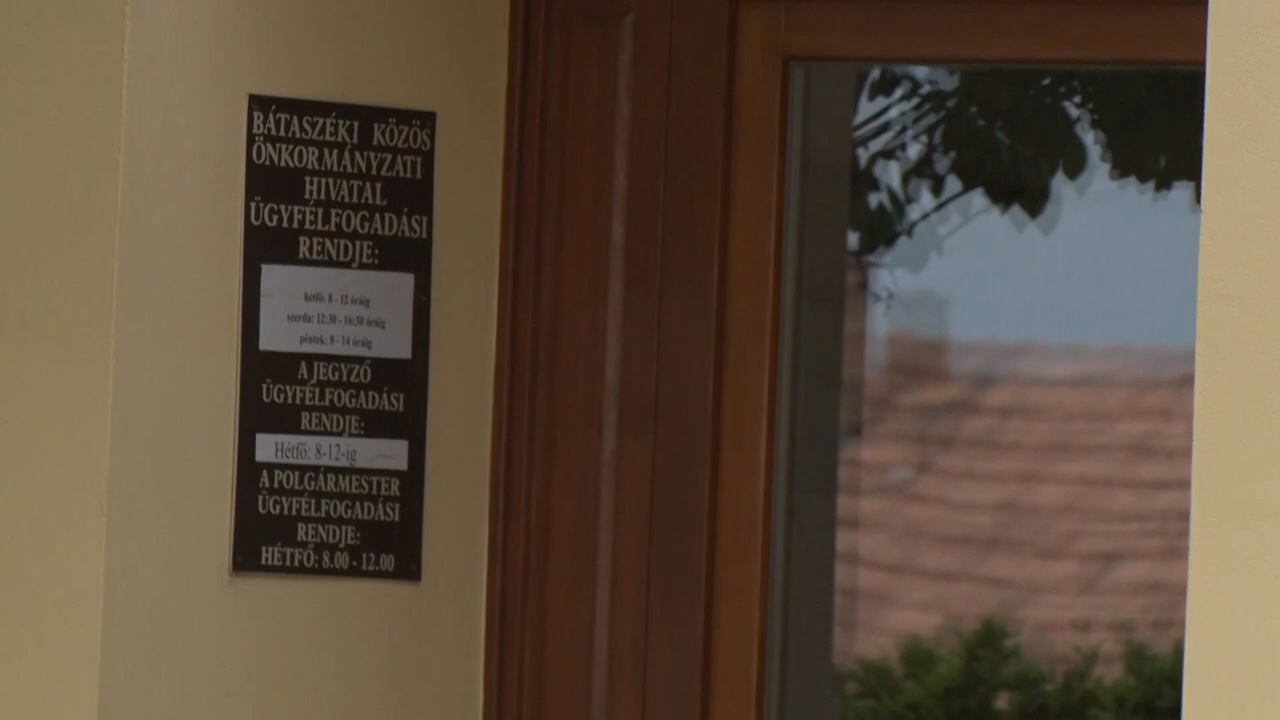 BÁTASZÉKI KÖZÖS
ÖNKORMÁNYZATI
HIVATAL
ÜGYFÉLFOGADÁSI
RENDJE:
hétfő: 8 - 12 óráig
szerda: 12:30 - 16:30 óráig
péntek: 8 - 14 óráig
A JEGYZŐ
ÜGYFÉLFOGADÁSI
RENDJE:
Hétfő: 8-12-ig
A POLGÁRMESTER
ÜGYFÉLFOGADÁSI
RENDJE:
HÉTFŐ: 8.00 - 12.00